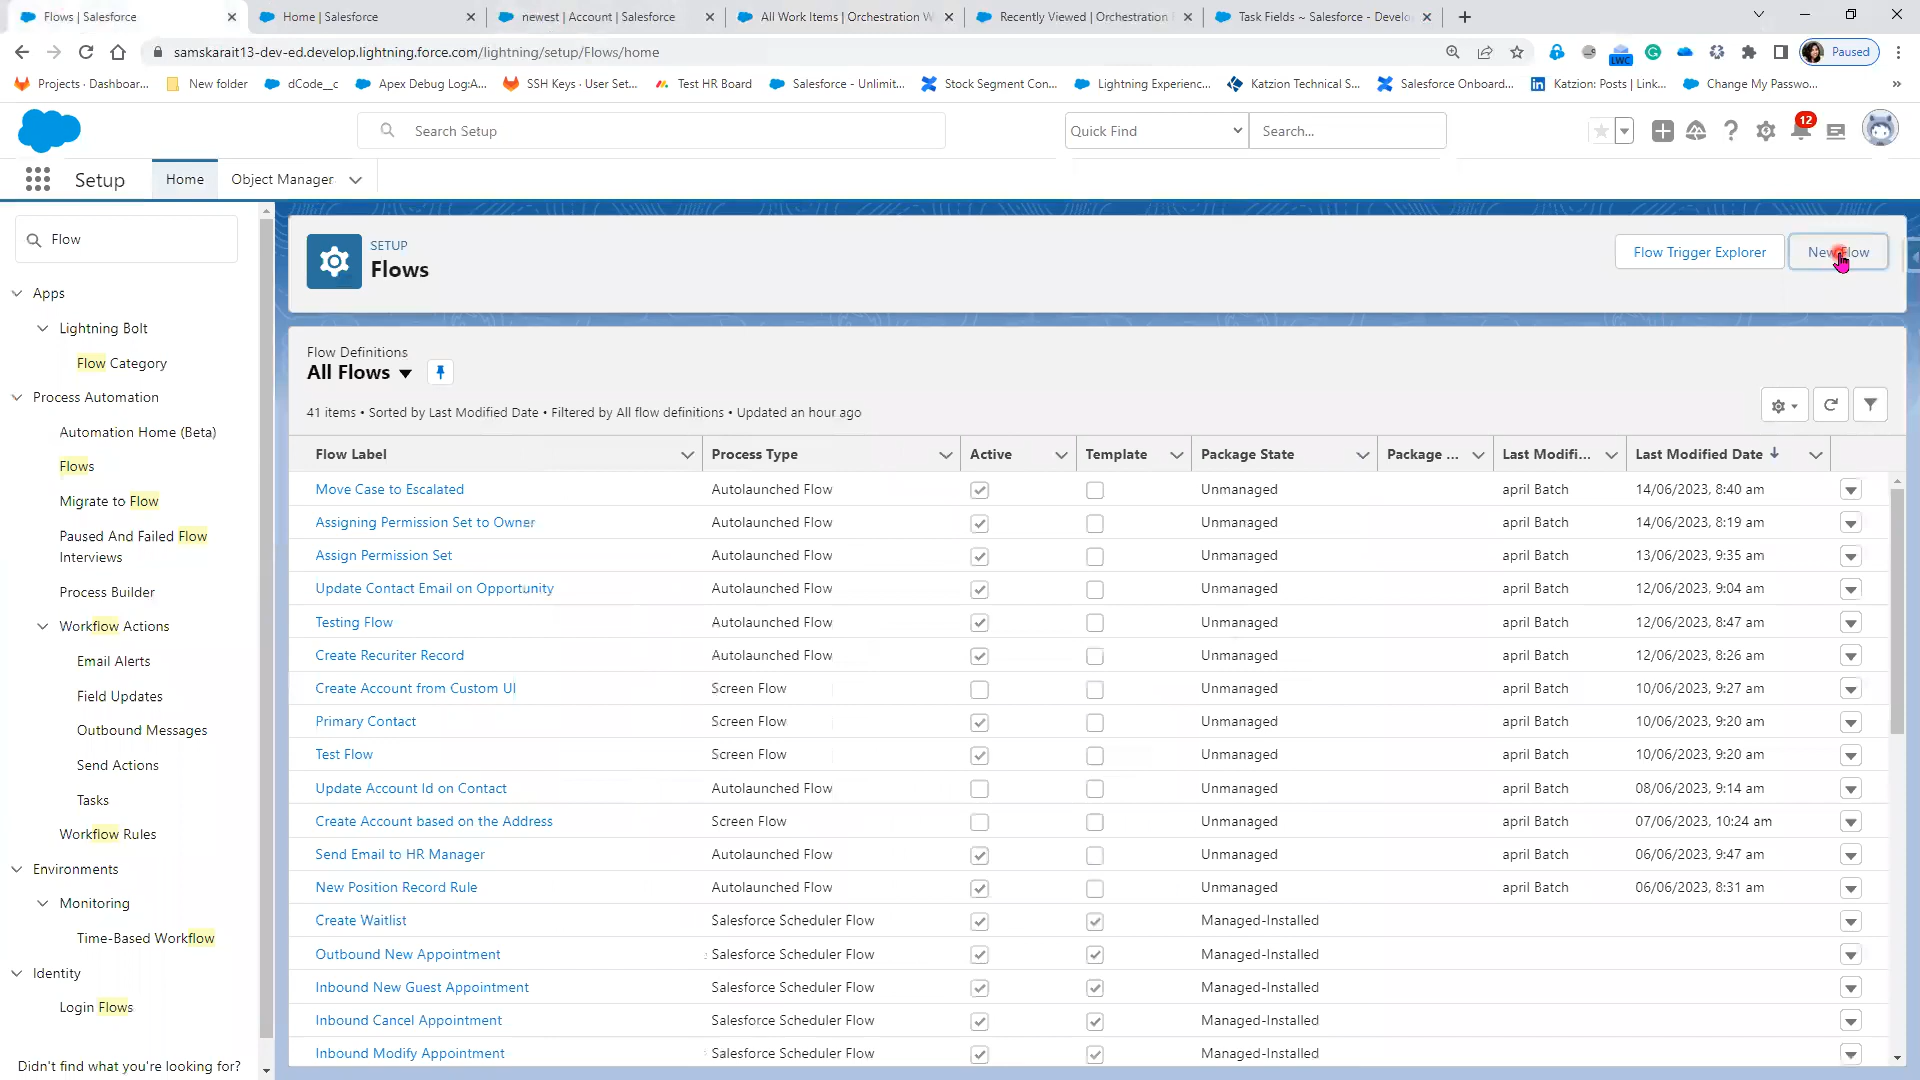 Flows | Salesforce
Home | Salesforce
newest | Account | Salesforce
All Work Items | Orchestration W
Recently Viewed | Orchestration
Task Fields ~ Salesforce - Develo
samskarait13-dev-ed.develop.lightning.force.com/lightning/setup/Flows/home
Paused
Projects · Dashboar...
New folder
dCode__c
Apex Debug Log:A...
SSH Keys · User Set...
Test HR Board
Salesforce - Unlimit...
Stock Segment Con...
Lightning Experienc...
Katzion Technical S...
Salesforce Onboard...
Katzion: Posts | Link...
Change My Passwo...
LWC
Search Setup
Quick Find
Search...
12
Setup
Home
Object Manager
Flow
Apps
Lightning Bolt
Flow Category
Process Automation
Automation Home (Beta)
Flows
Migrate to Flow
Paused And Failed Flow
Interviews
Process Builder
Workflow Actions
Email Alerts
Field Updates
Outbound Messages
Send Actions
Tasks
Workflow Rules
Environments
Monitoring
Time-Based Workflow
Identity
Login Flows
Didn't find what you're looking for?
SETUP
Flows
Flow Trigger Explorer
New Flow
Flow Definitions
All Flows
41 items • Sorted by Last Modified Date • Filtered by All flow definitions • Updated an hour ago
Flow Label Process Type Active Template Package State Package ... Last Modifi... Last Modified Date
Move Case to Escalated Autolaunched Flow Unmanaged april Batch 14/06/2023, 8:40 am
Assigning Permission Set to Owner Autolaunched Flow Unmanaged april Batch 14/06/2023, 8:19 am
Assign Permission Set Autolaunched Flow Unmanaged april Batch 13/06/2023, 9:35 am
Update Contact Email on Opportunity Autolaunched Flow Unmanaged april Batch 12/06/2023, 9:04 am
Testing Flow Autolaunched Flow Unmanaged april Batch 12/06/2023, 8:47 am
Create Recuriter Record Autolaunched Flow Unmanaged april Batch 12/06/2023, 8:26 am
Create Account from Custom UI Screen Flow Unmanaged april Batch 10/06/2023, 9:27 am
Primary Contact Screen Flow Unmanaged april Batch 10/06/2023, 9:20 am
Test Flow Screen Flow Unmanaged april Batch 10/06/2023, 9:20 am
Update Account Id on Contact Autolaunched Flow Unmanaged april Batch 08/06/2023, 9:14 am
Create Account based on the Address Screen Flow Unmanaged april Batch 07/06/2023, 10:24 am
Send Email to HR Manager Autolaunched Flow Unmanaged april Batch 06/06/2023, 9:47 am
New Position Record Rule Autolaunched Flow Unmanaged april Batch 06/06/2023, 8:31 am
Create Waitlist Salesforce Scheduler Flow Managed-Installed
Outbound New Appointment Salesforce Scheduler Flow Managed-Installed
Inbound New Guest Appointment Salesforce Scheduler Flow Managed-Installed
Inbound Cancel Appointment Salesforce Scheduler Flow Managed-Installed
Inbound Modify Appointment Salesforce Scheduler Flow Managed-Installed